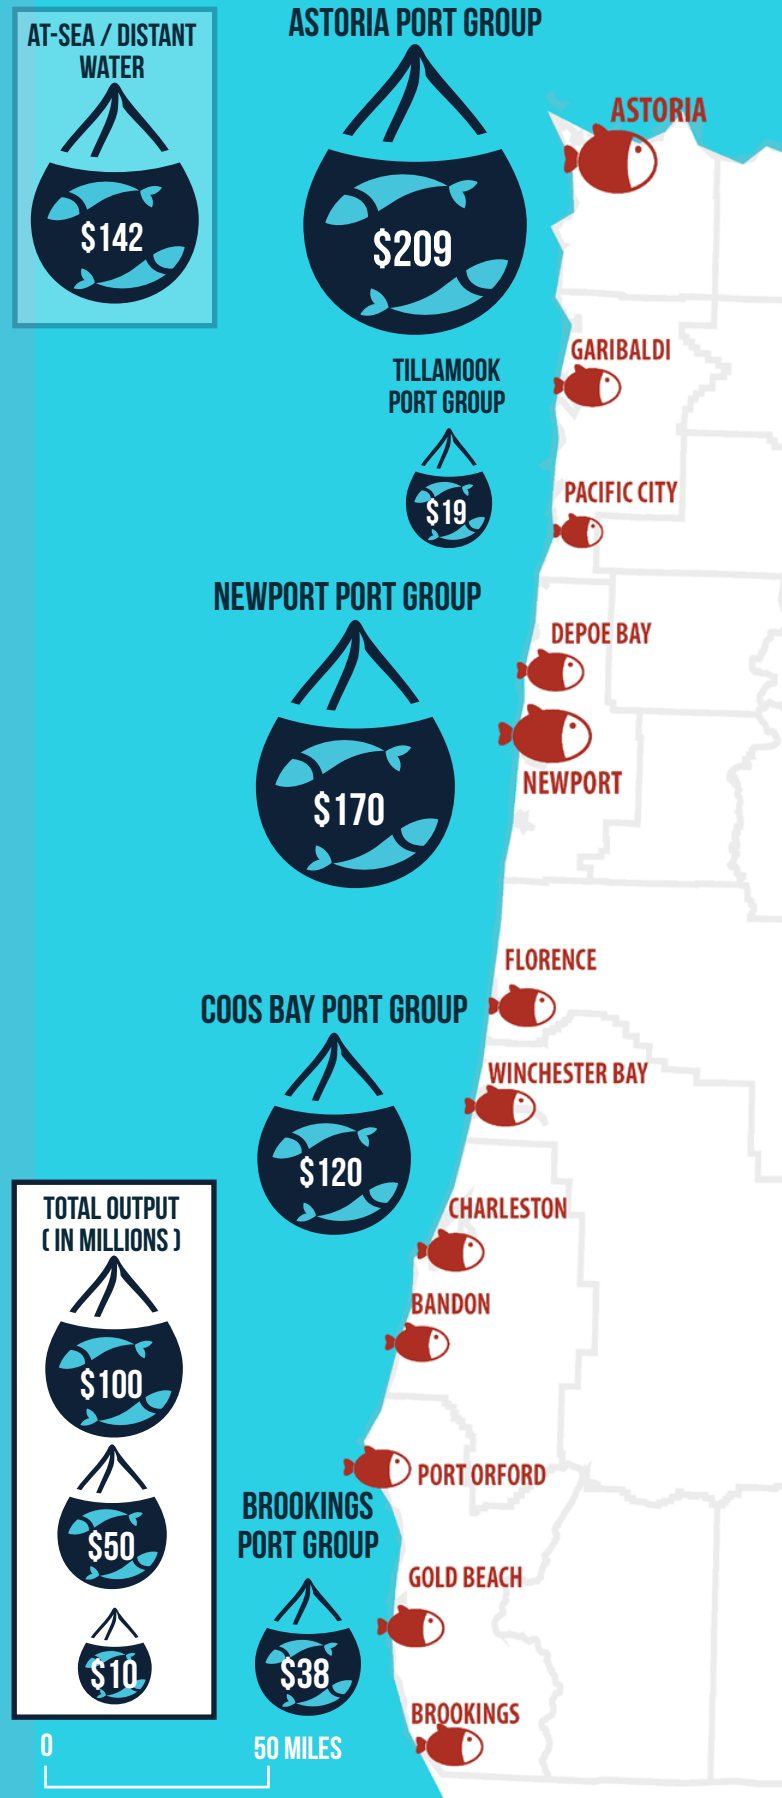 AT-SEA / DISTANT
WATER
$142
ASTORIA PORT GROUP
$209
ASTORIA
GARIBALDI
TILLAMOOK
PORT GROUP
$19
PACIFIC CITY
NEWPORT PORT GROUP
$170
DEPOE BAY
NEWPORT
FLORENCE
COOS BAY PORT GROUP
$120
WINCHESTER BAY
CHARLESTON
BANDON
PORT ORFORD
BROOKINGS
PORT GROUP
$38
GOLD BEACH
BROOKINGS
TOTAL OUTPUT
( IN MILLIONS )
$100
$50
$10
0
50 MILES